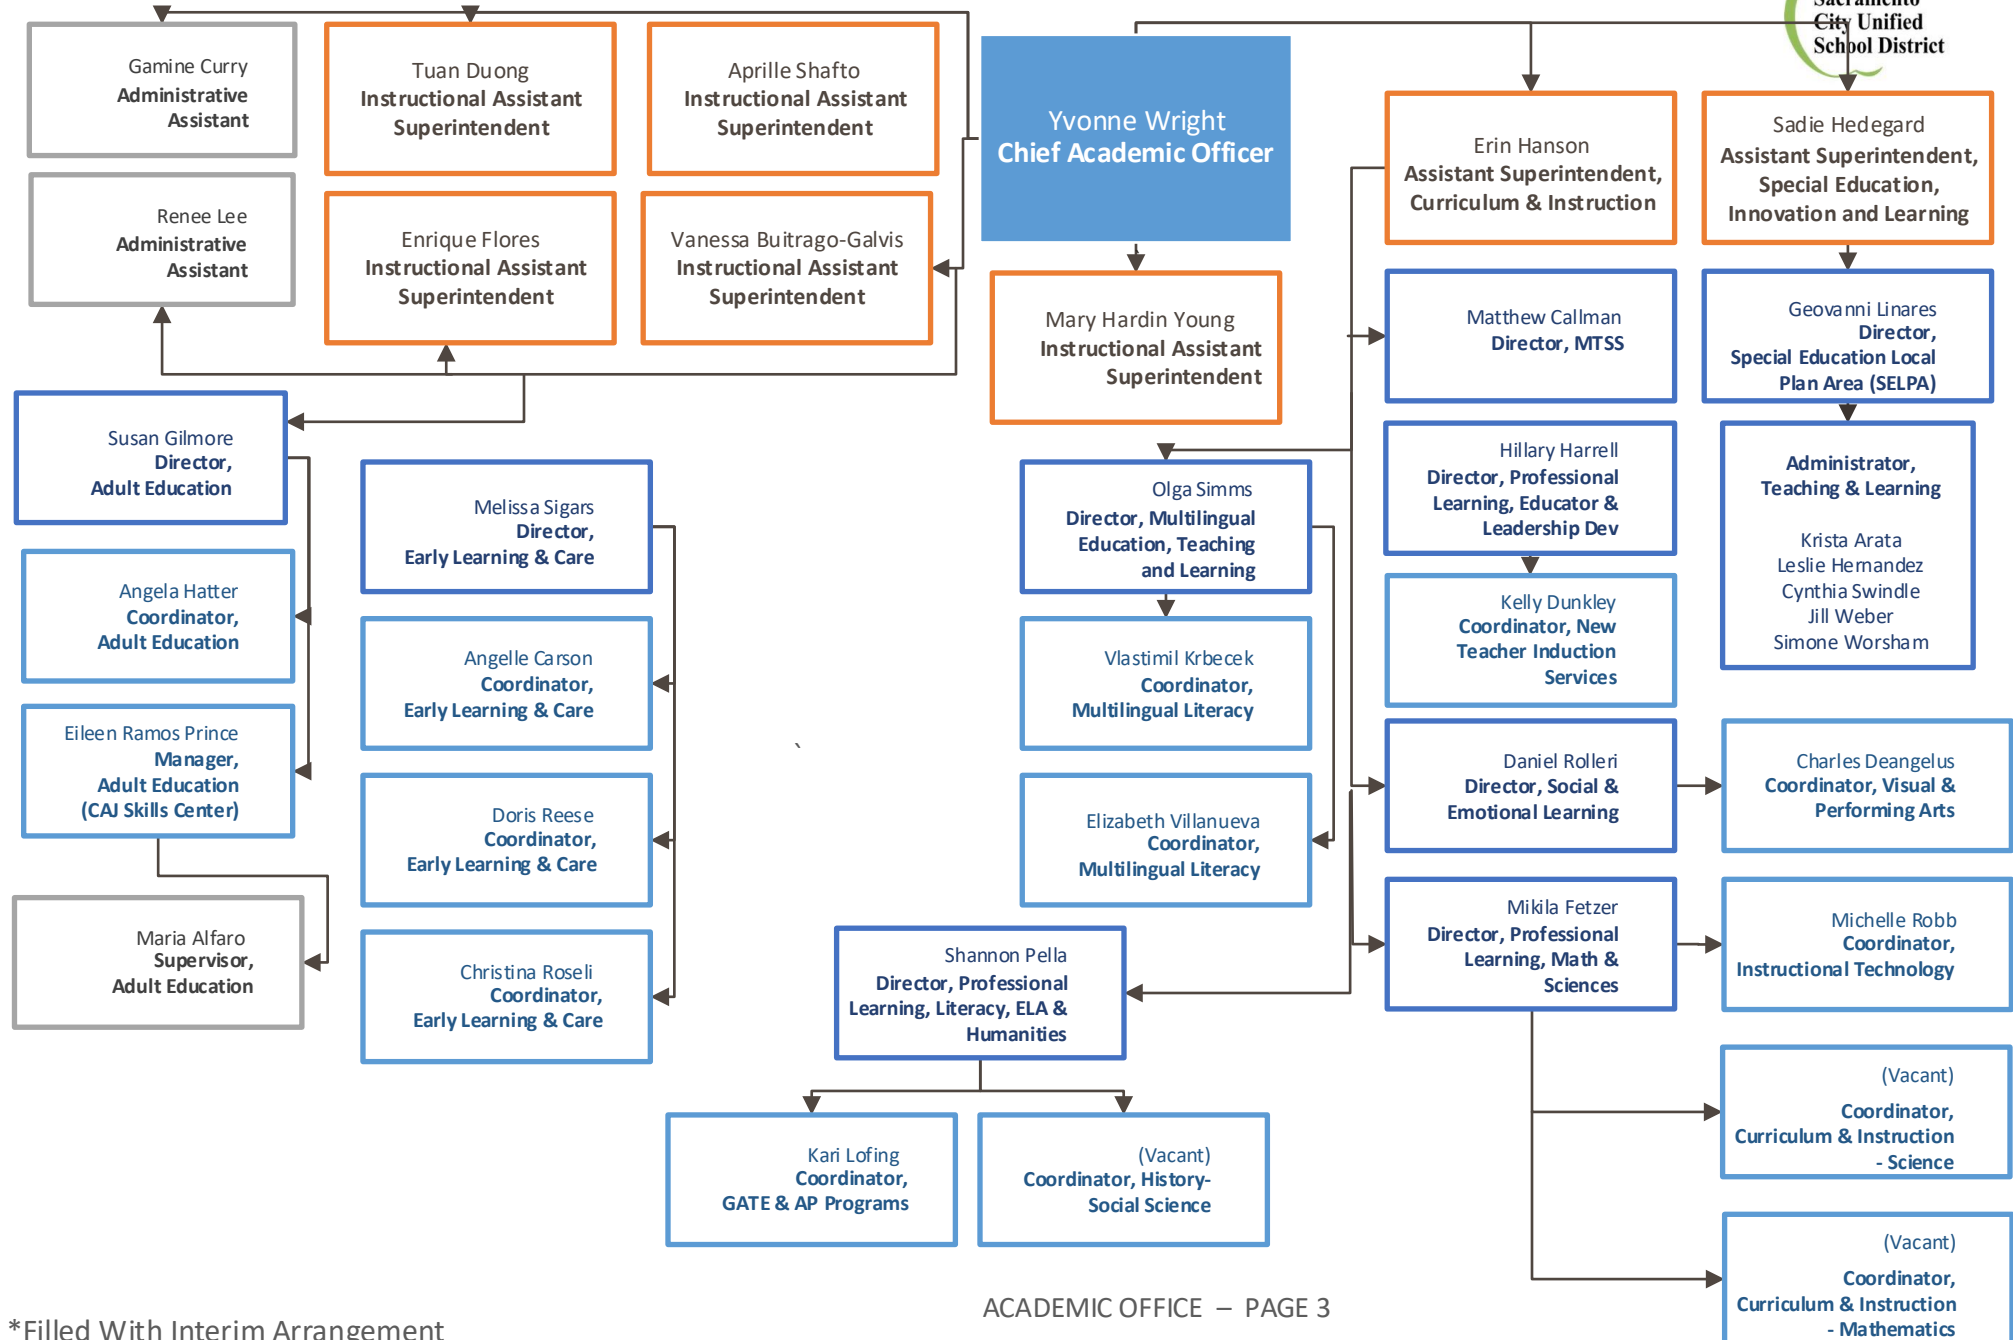 Sacramento
City Unified
School District
Gamine Curry
Administrative
Assistant
Tuan Duong
Instructional Assistant
Superintendent
Aprille Shafto
Instructional Assistant
Superintendent
Yvonne Wright
Chief Academic Officer
Erin Hanson
Assistant Superintendent,
Curriculum & Instruction
Sadie Hedegard
Assistant Superintendent,
Special Education,
Innovation and Learning
Renee Lee
Administrative
Assistant
Enrique Flores
Instructional Assistant
Superintendent
Vanessa Buitrago-Galvis
Instructional Assistant
Superintendent
Mary Hardin Young
Instructional Assistant
Superintendent
Matthew Callman
Director, MTSS
Geovanni Linares
Director,
Special Education Local
Plan Area (SELPA)
Susan Gilmore
Director,
Adult Education
Melissa Sigars
Director,
Early Learning & Care
Olga Simms
Director, Multilingual
Education, Teaching
and Learning
Hillary Harrell
Director, Professional
Learning, Educator &
Leadership Dev
Administrator,
Teaching & Learning
Krista Arata
Leslie Hernandez
Cynthia Swindle
Jill Weber
Simone Worsham
Angela Hatter
Coordinator,
Adult Education
Angelle Carson
Coordinator,
Early Learning & Care
Vlastimil Krbecek
Coordinator,
Multilingual Literacy
Kelly Dunkley
Coordinator, New
Teacher Induction
Services
Eileen Ramos Prince
Manager,
Adult Education
(CAJ Skills Center)
`
Doris Reese
Coordinator,
Early Learning & Care
Elizabeth Villanueva
Coordinator,
Multilingual Literacy
Daniel Rolleri
Director, Social &
Emotional Learning
Charles Deangelus
Coordinator, Visual &
Performing Arts
Maria Alfaro
Supervisor,
Adult Education
Christina Roseli
Coordinator,
Early Learning & Care
Shannon Pella
Director, Professional
Learning, Literacy, ELA &
Humanities
Mikila Fetzer
Director, Professional
Learning, Math &
Sciences
Michelle Robb
Coordinator,
Instructional Technology
Kari Lofing
Coordinator,
GATE & AP Programs
(Vacant)
Coordinator, History-
Social Science
(Vacant)
Coordinator,
Curriculum & Instruction
- Science
(Vacant)
Coordinator,
Curriculum & Instruction
- Mathematics
ACADEMIC OFFICE – PAGE 3
*Filled With Interim Arrangement